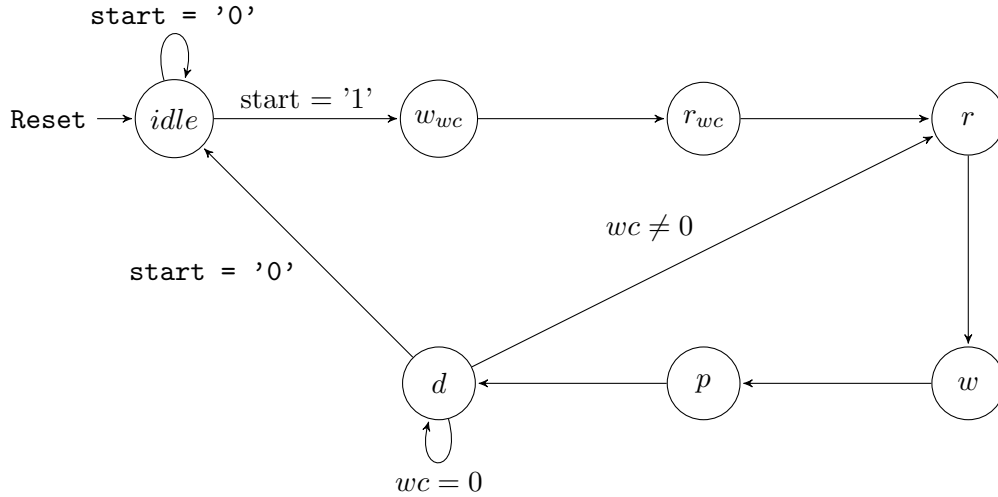 start = '0'
Reset
idle
start = '1'
w_wc
r_wc
r
wc ≠ 0
start = '0'
d
p
w
wc = 0